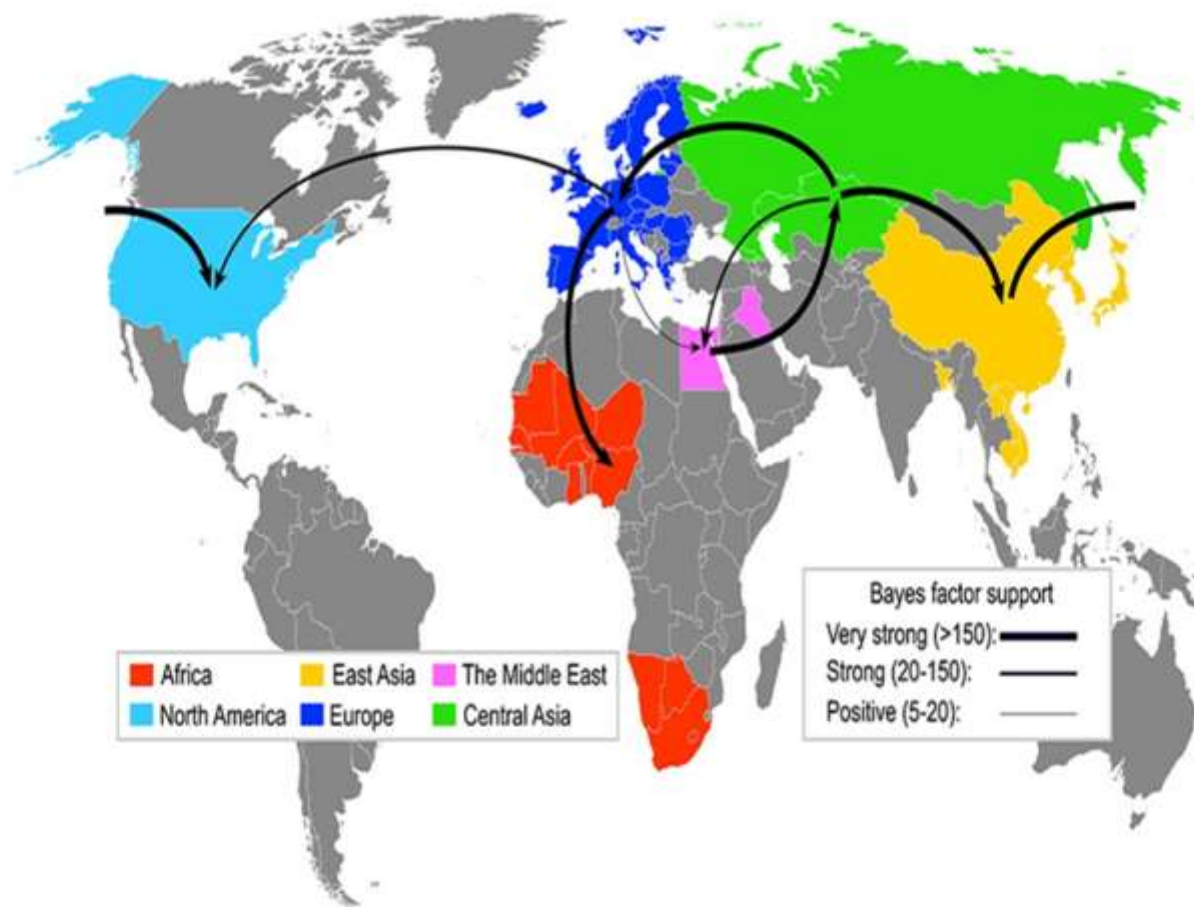 Bayes factor support
Very strong (>150):
Strong (20-150):
Positive (5-20):
Africa East Asia The Middle East
North America Europe Central Asia